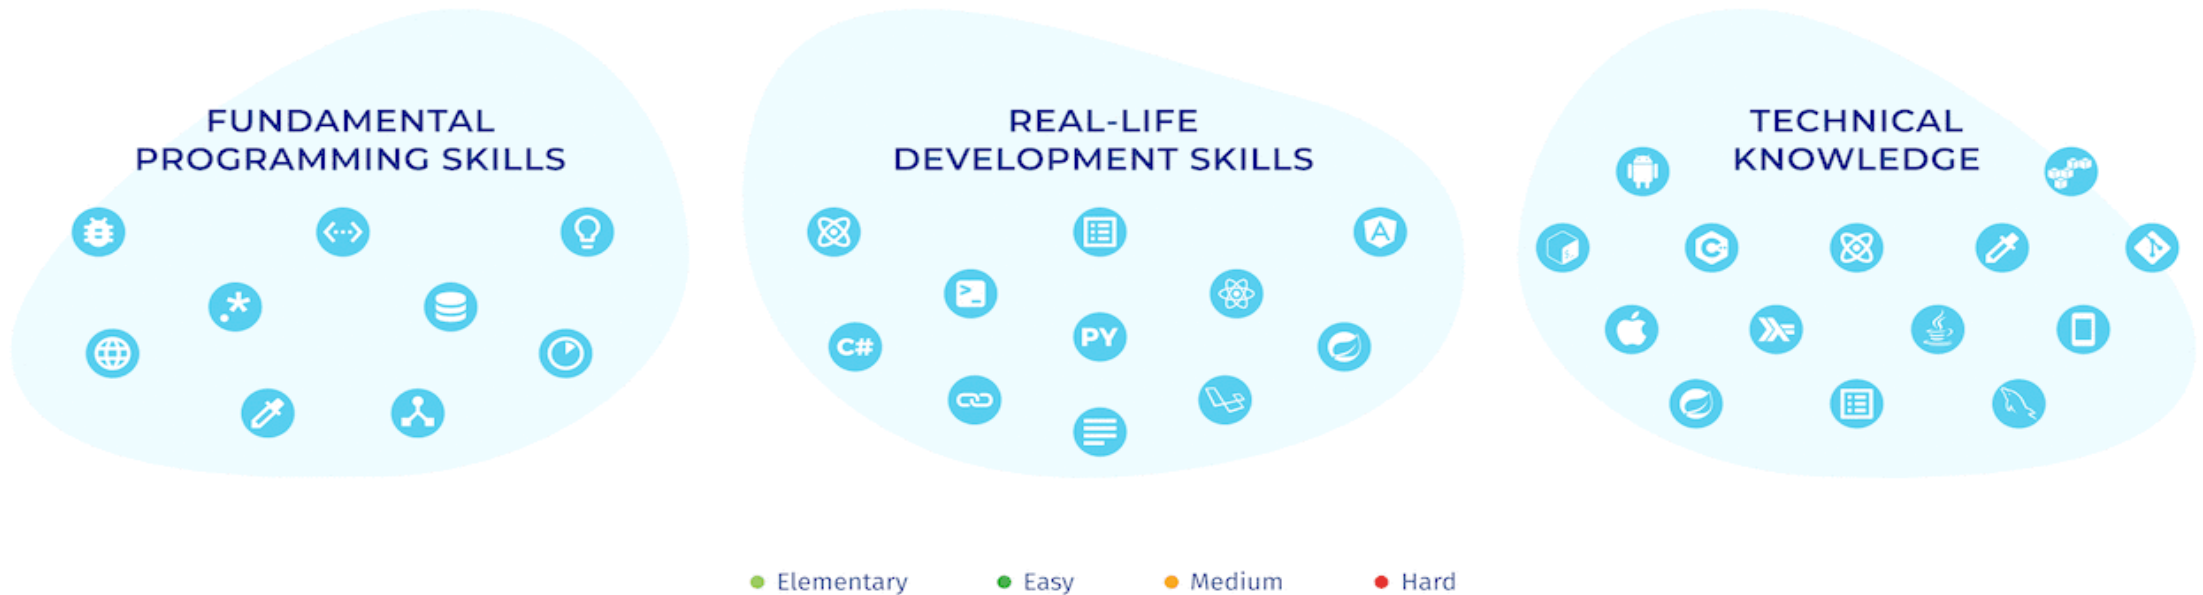 FUNDAMENTAL
PROGRAMMING SKILLS
REAL-LIFE
DEVELOPMENT SKILLS
TECHNICAL
KNOWLEDGE
C#
PY
Elementary
Easy
Medium
Hard